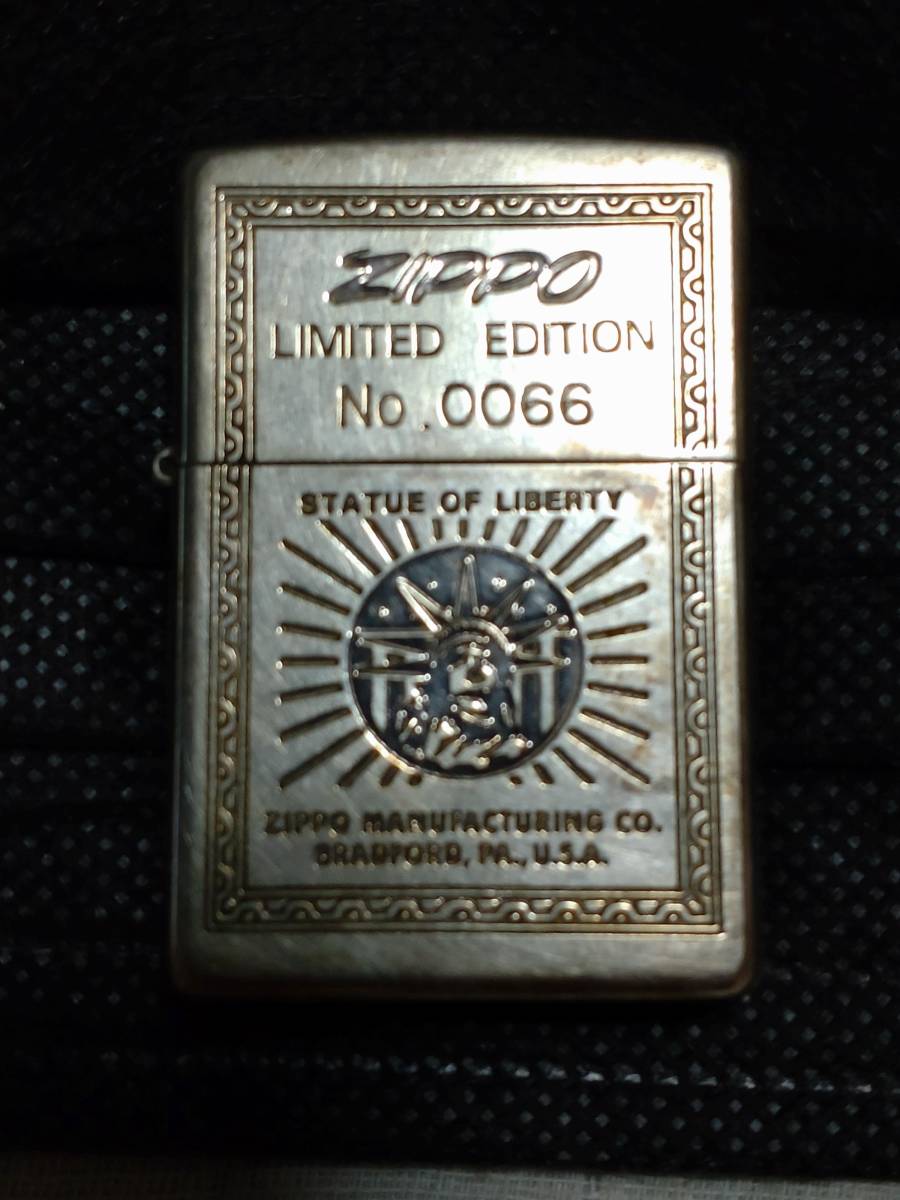 ZIPPO
LIMITED EDITION
No.0066
STATUE OF LIBERTY
ZIPPO MANUFACTURING CO.
BRADFORD, PA., U.S.A.